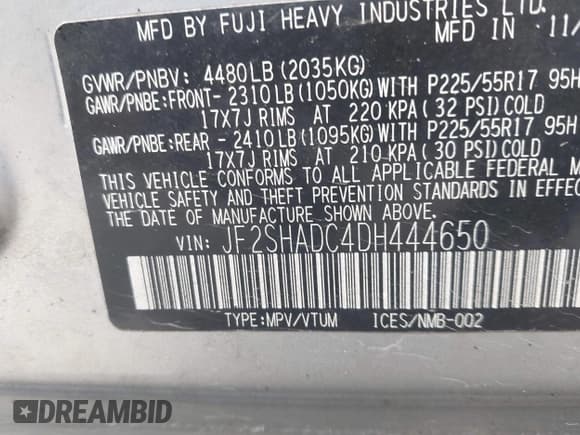 MFD BY FUJI HEAVY INDUSTRIES LTD.
MFD IN 11/
GVWR/PNBV: 4480LB(2035KG)
GAWR/PNBE:FRONT- 2310LB(1050KG)WITH P225/55R17 95H
17X7J RIMS AT 220 KPA( 32 PSI)COLD
GAWR/PNBE:REAR - 2410LB(1095KG)WITH P225/55R17 95H
17X7J RIMS AT 210 KPA( 30 PSI)COLD
THIS VEHICLE CONFORMS TO ALL APPLICABLE FEDERAL M
VEHICLE SAFETY AND THEFT PREVENTION STANDARDS IN EFFEC
ON THE DATE OF MANUFACTURE SHOWN ABOVE.
VIN: JF2SHADC4DH444650
TYPE:MPV/VTUM ICES/NMB-002
DREAMBID